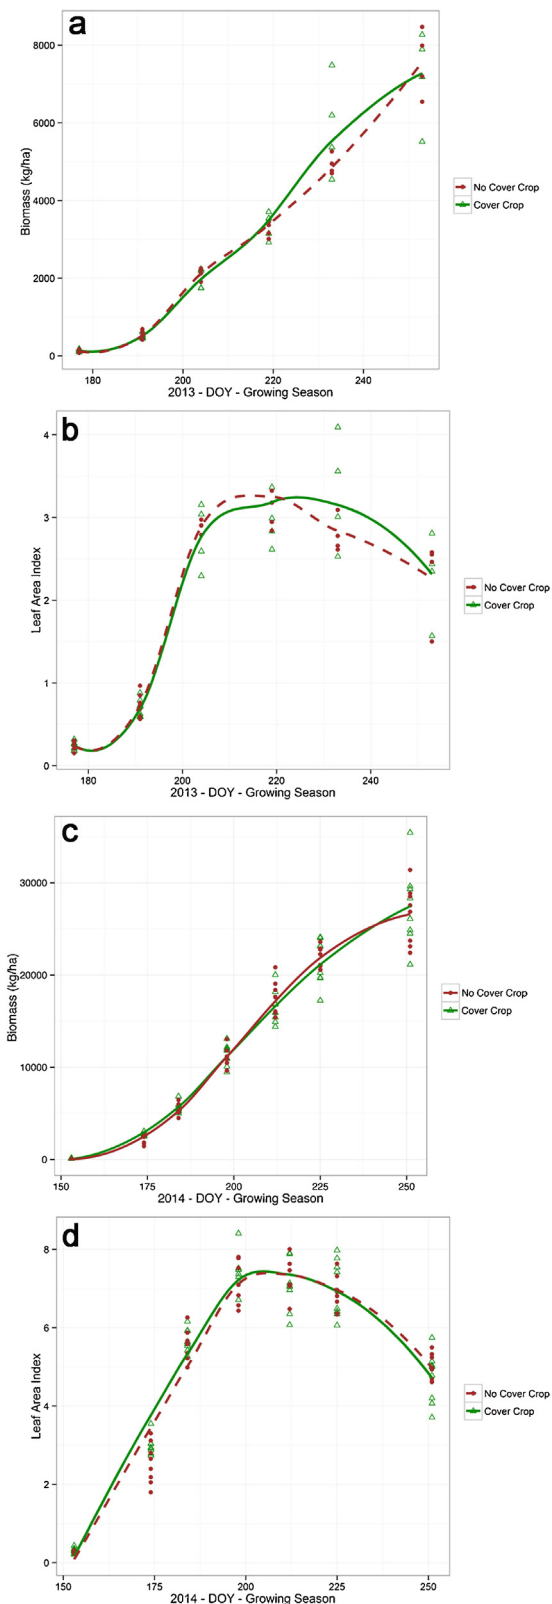 a
8000
6000
4000
2000
0
Biomass (kg/ha)
180 200 220 240
2013 - DOY - Growing Season
No Cover Crop
Cover Crop
b
4
3
2
1
0
Leaf Area Index
180 200 220 240
2013 - DOY - Growing Season
No Cover Crop
Cover Crop
c
30000
20000
10000
0
Biomass (kg/ha)
150 175 200 225 250
2014 - DOY - Growing Season
No Cover Crop
Cover Crop
d
8
6
4
2
0
Leaf Area Index
150 175 200 225 250
2014 - DOY - Growing Season
No Cover Crop
Cover Crop